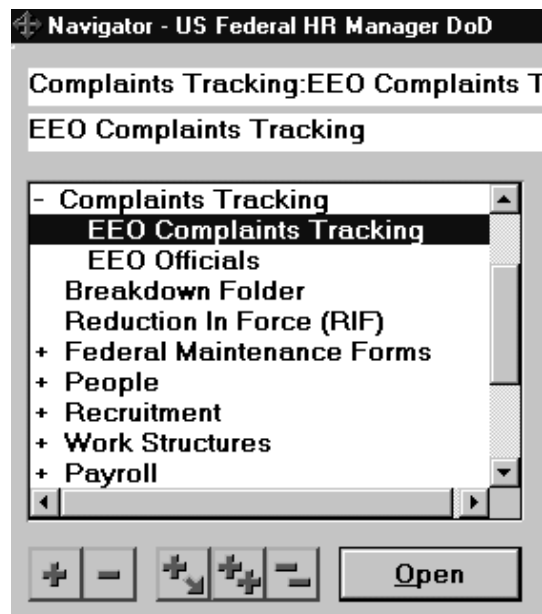 Navigator - US Federal HR Manager DoD
Complaints Tracking:EEO Complaints T
EEO Complaints Tracking
- Complaints Tracking
EEO Complaints Tracking
EEO Officials
Breakdown Folder
Reduction In Force (RIF)
+ Federal Maintenance Forms
+ People
+ Recruitment
+ Work Structures
+ Payroll
Open